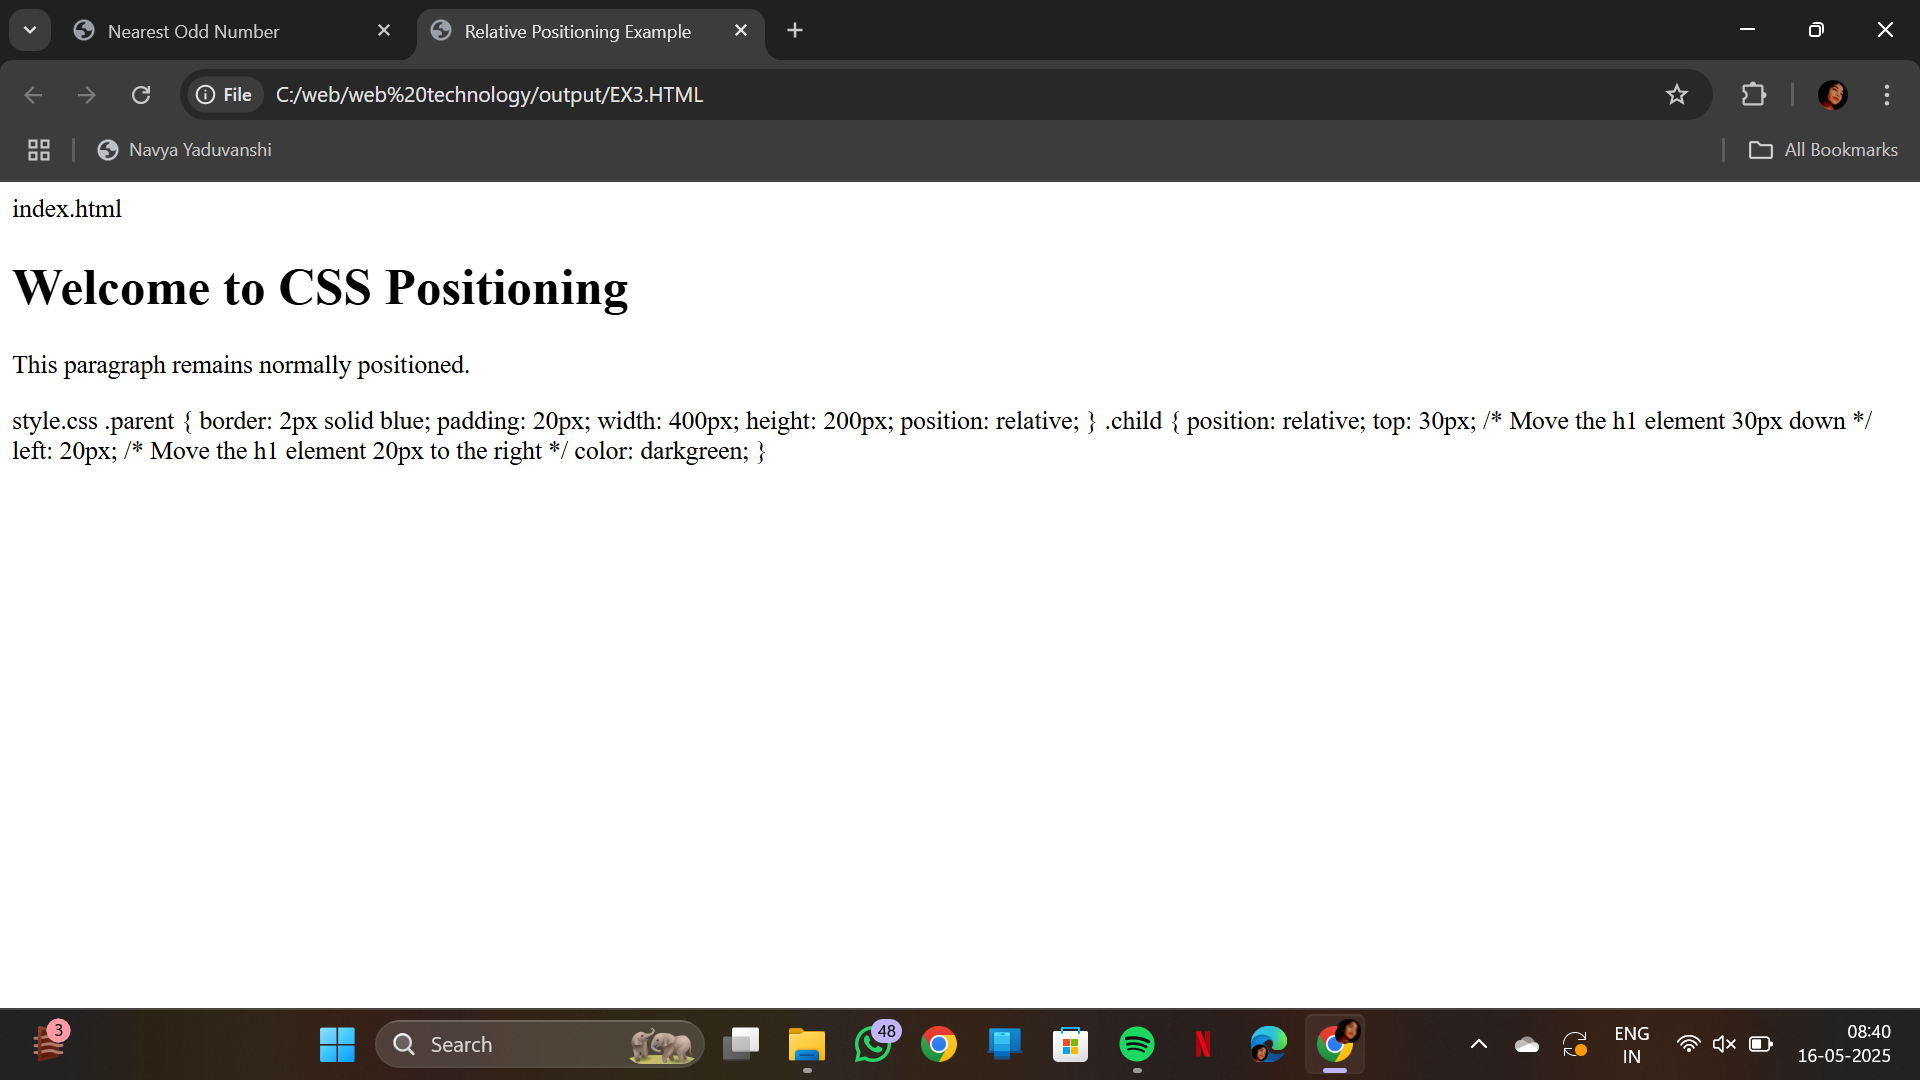 Nearest Odd Number
Relative Positioning Example
File
C:/web/web%20technology/output/EX3.HTML
Navya Yaduvanshi
All Bookmarks
index.html
Welcome to CSS Positioning
This paragraph remains normally positioned.
style.css .parent { border: 2px solid blue; padding: 20px; width: 400px; height: 200px; position: relative; } .child { position: relative; top: 30px; /* Move the h1 element 30px down */
left: 20px; /* Move the h1 element 20px to the right */ color: darkgreen; }
3
Search
48
N
ENG
IN
08:40
16-05-2025